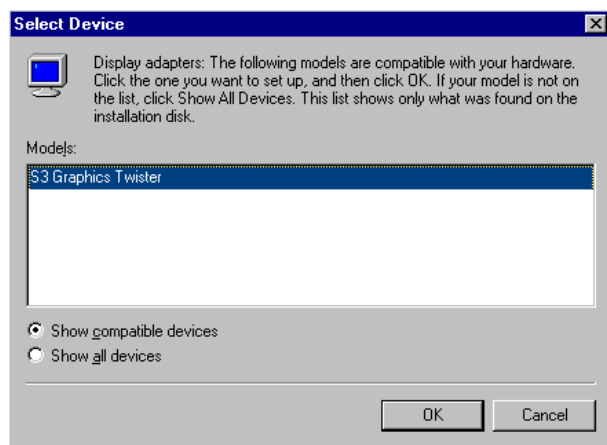 Select Device
Display adapters: The following models are compatible with your hardware.
Click the one you want to set up, and then click OK. If your model is not on
the list, click Show All Devices. This list shows only what was found on the
installation disk.
Models:
S3 Graphics Twister
Show compatible devices
Show all devices
OK
Cancel